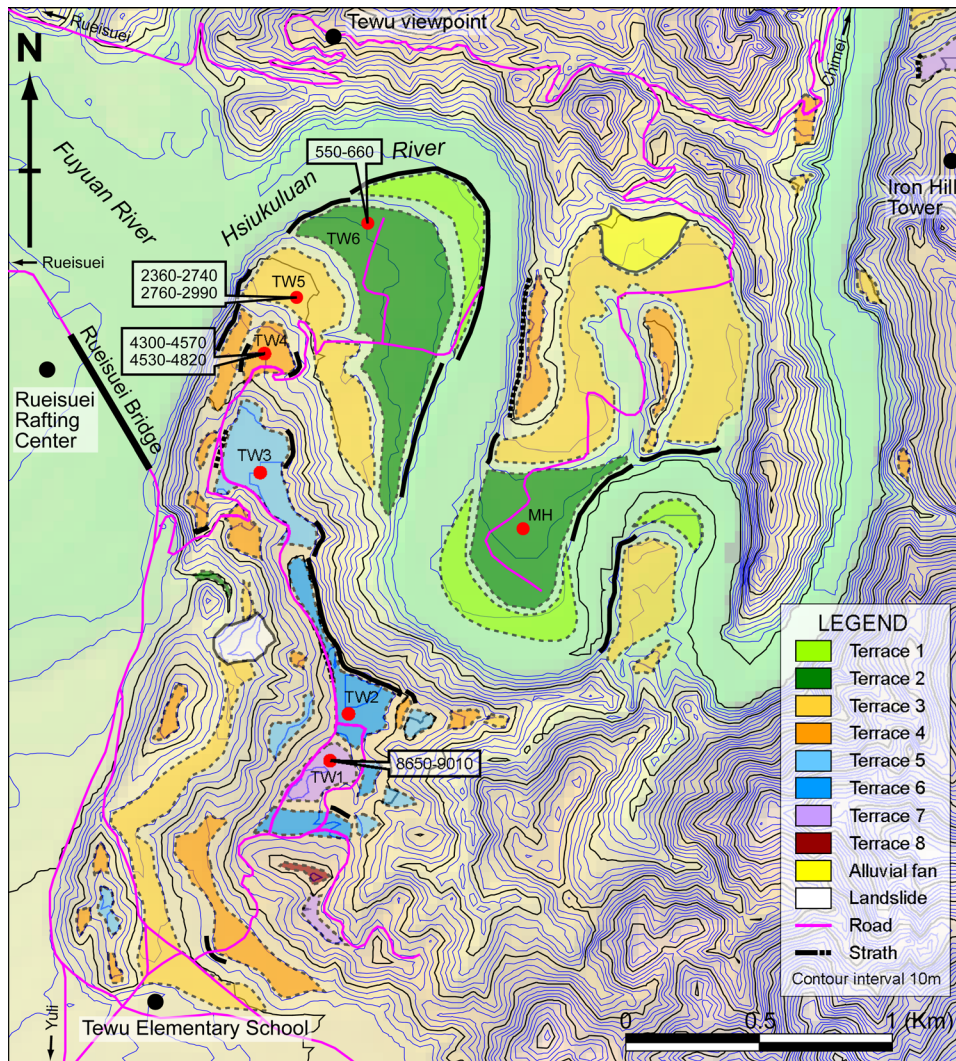 Rueisuei
Tewu viewpoint
Chimei
N
Fuyuan River
Hsiukuluan River
550-660
Iron Hill
Tower
TW6
Rueisuei
2360-2740
2760-2990
TW5
4300-4570
4530-4820
TW4
Rueisuei Bridge
Rueisuei
Rafting
Center
TW3
MH
TW2
8650-9010
TW1
LEGEND
Terrace 1
Terrace 2
Terrace 3
Terrace 4
Terrace 5
Terrace 6
Terrace 7
Terrace 8
Alluvial fan
Landslide
Road
Strath
Contour interval 10m
Yuli
Tewu Elementary School
0 0.5 1 (Km)